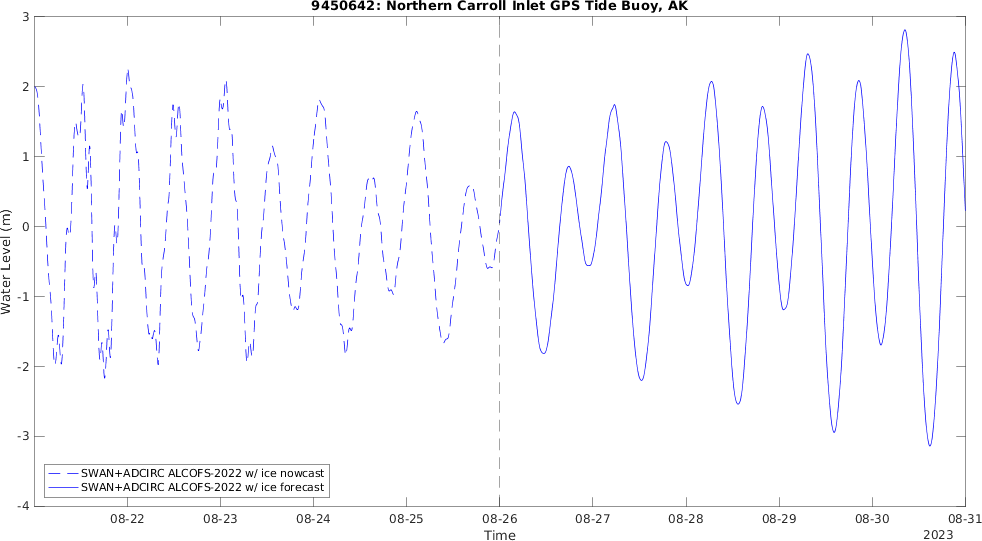 9450642: Northern Carroll Inlet GPS Tide Buoy, AK
3
2
1
0
-1
-2
-3
-4
Water Level (m)
SWAN+ADCIRC ALCOFS-2022 w/ ice nowcast
SWAN+ADCIRC ALCOFS-2022 w/ ice forecast
08-22 08-23 08-24 08-25 08-26 08-27 08-28 08-29 08-30 08-31
Time
2023